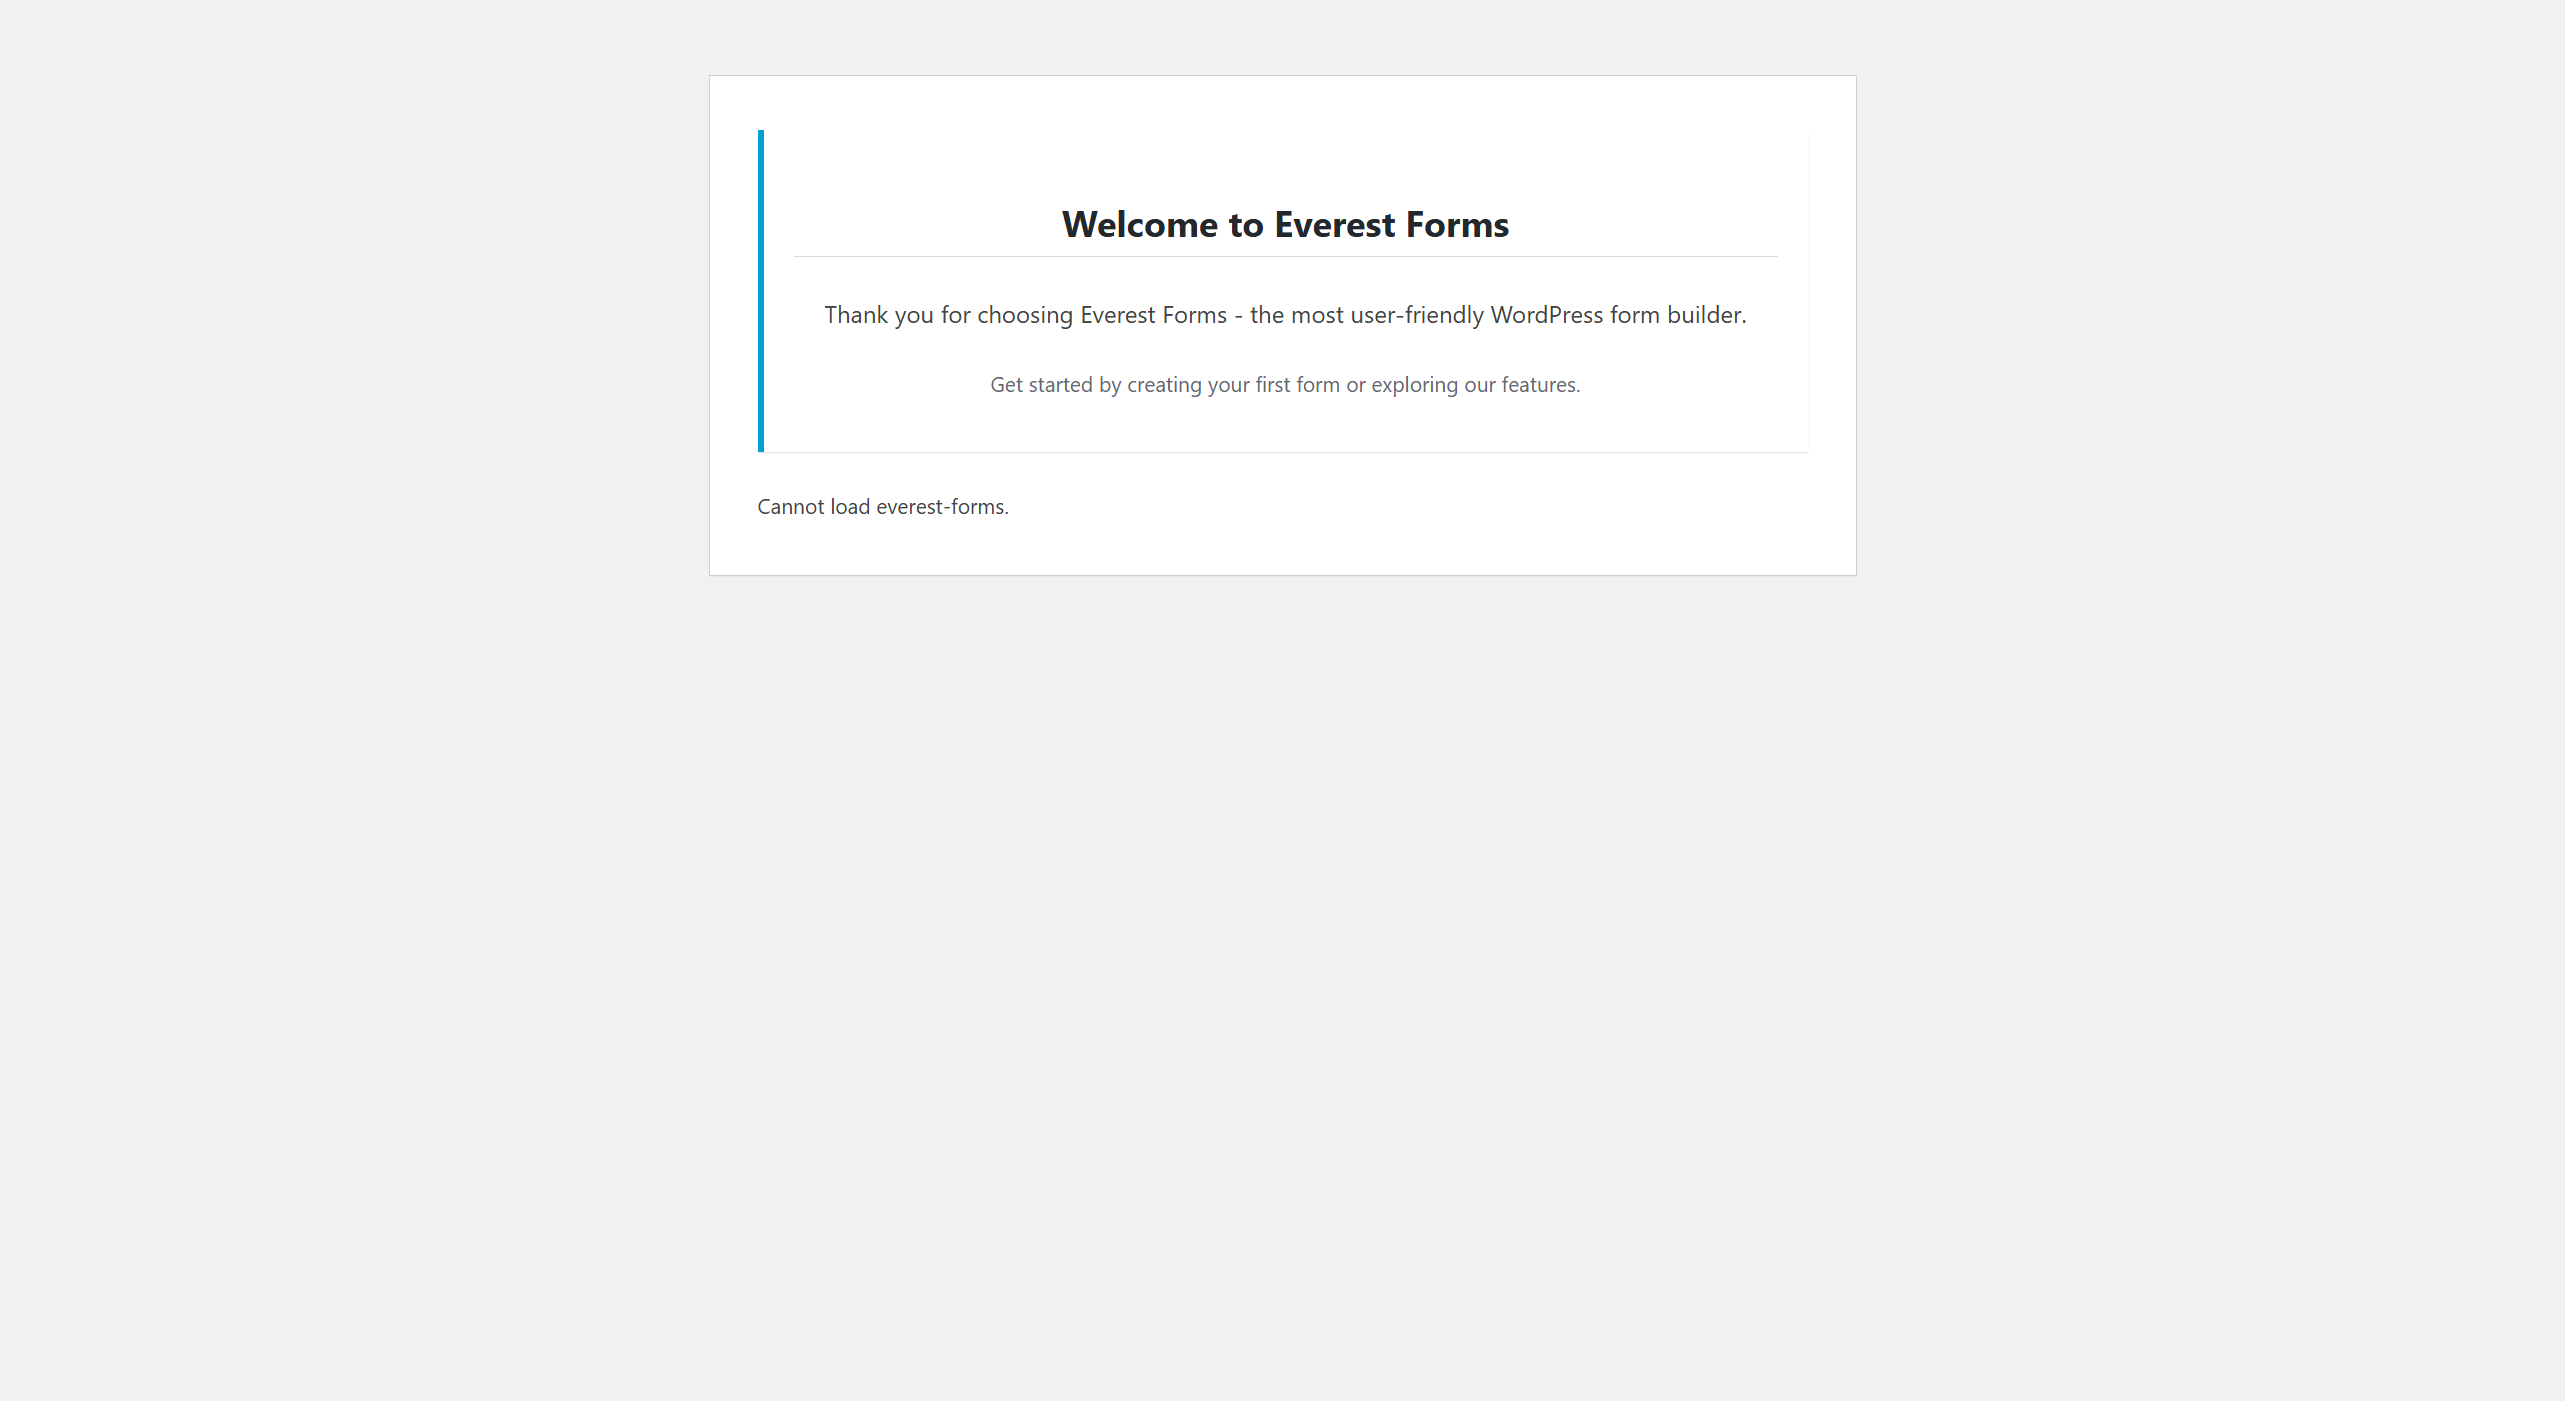 Welcome to Everest Forms
Thank you for choosing Everest Forms - the most user-friendly WordPress form builder.
Get started by creating your first form or exploring our features.
Cannot load everest-forms.